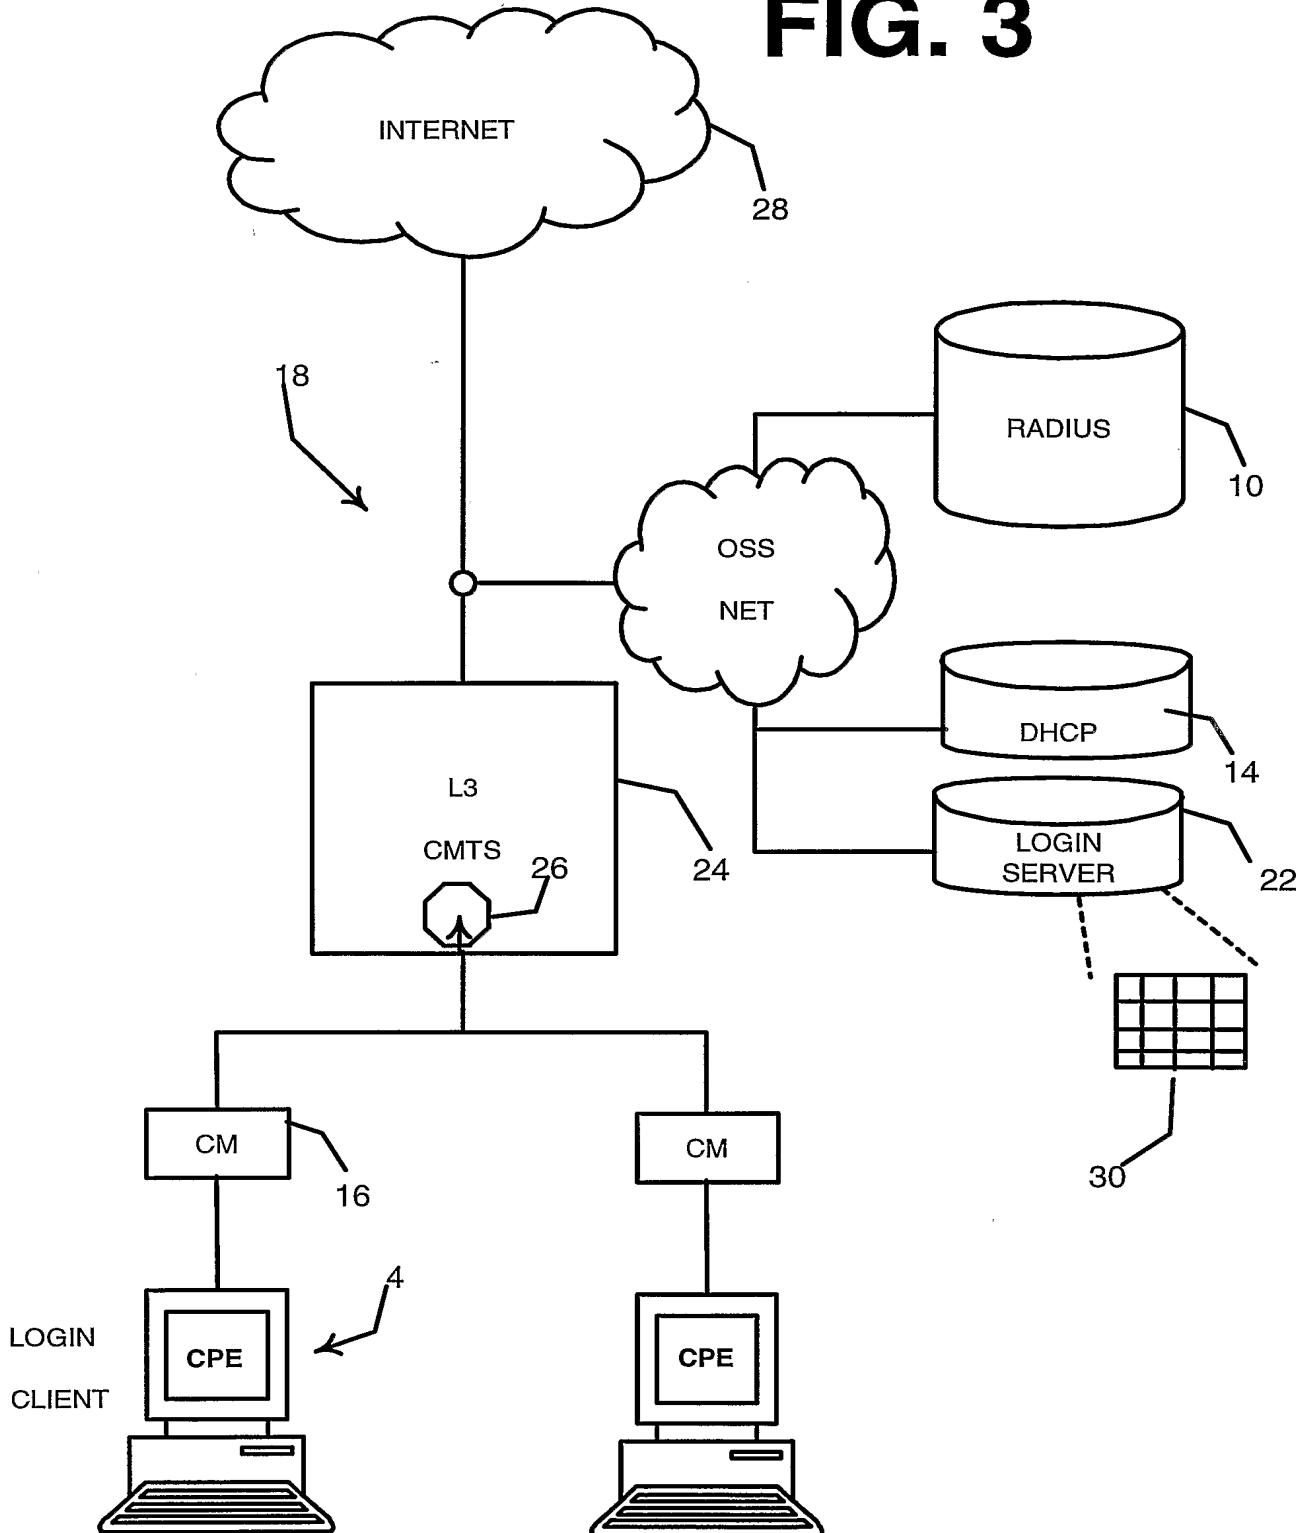 FIG. 3
INTERNET
28
18
RADIUS
10
OSS
NET
DHCP
14
L3
CMTS
26
24
LOGIN
SERVER
22
30
CM
16
CM
4
LOGIN
CLIENT
CPE
CPE